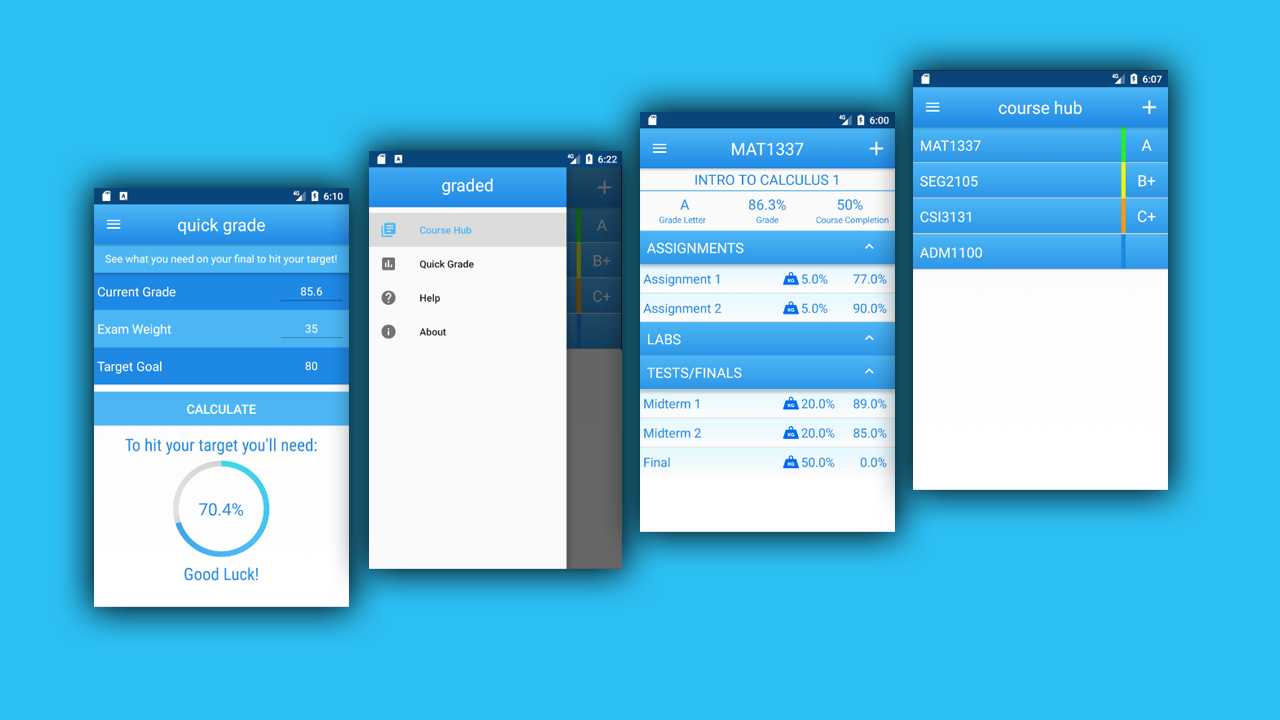 6:10
quick grade
See what you need on your final to hit your target!
Current Grade 85.6
Exam Weight 35
Target Goal 80
CALCULATE
To hit your target you'll need:
70.4%
Good Luck!
4G 6:22
graded
Course Hub
Quick Grade
Help
About
A
B+
C+
4G 6:00
MAT1337
INTRO TO CALCULUS 1
A 86.3% 50%
Grade Letter Grade Course Completion
ASSIGNMENTS
Assignment 1 KG 5.0% 77.0%
Assignment 2 KG 5.0% 90.0%
LABS
TESTS/FINALS
Midterm 1 KG 20.0% 89.0%
Midterm 2 KG 20.0% 85.0%
Final KG 50.0% 0.0%
4G 6:07
course hub
MAT1337 A
SEG2105 B+
CSI3131 C+
ADM1100